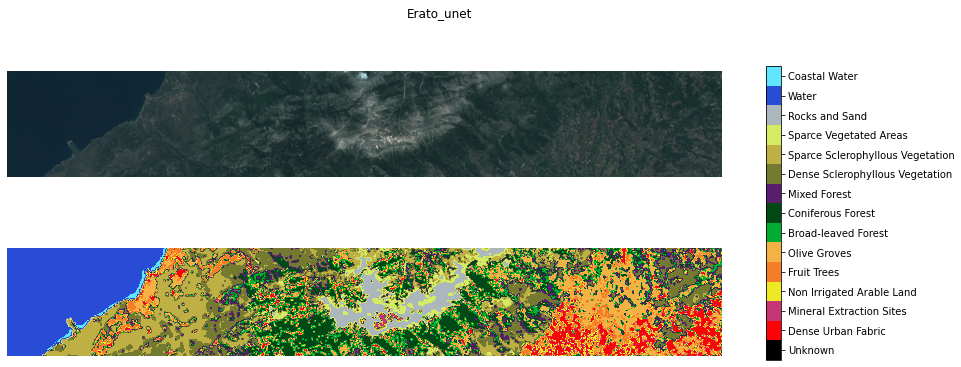 Erato_unet
Coastal Water
Water
Rocks and Sand
Sparce Vegetated Areas
Sparce Sclerophyllous Vegetation
Dense Sclerophyllous Vegetation
Mixed Forest
Coniferous Forest
Broad-leaved Forest
Olive Groves
Fruit Trees
Non Irrigated Arable Land
Mineral Extraction Sites
Dense Urban Fabric
Unknown